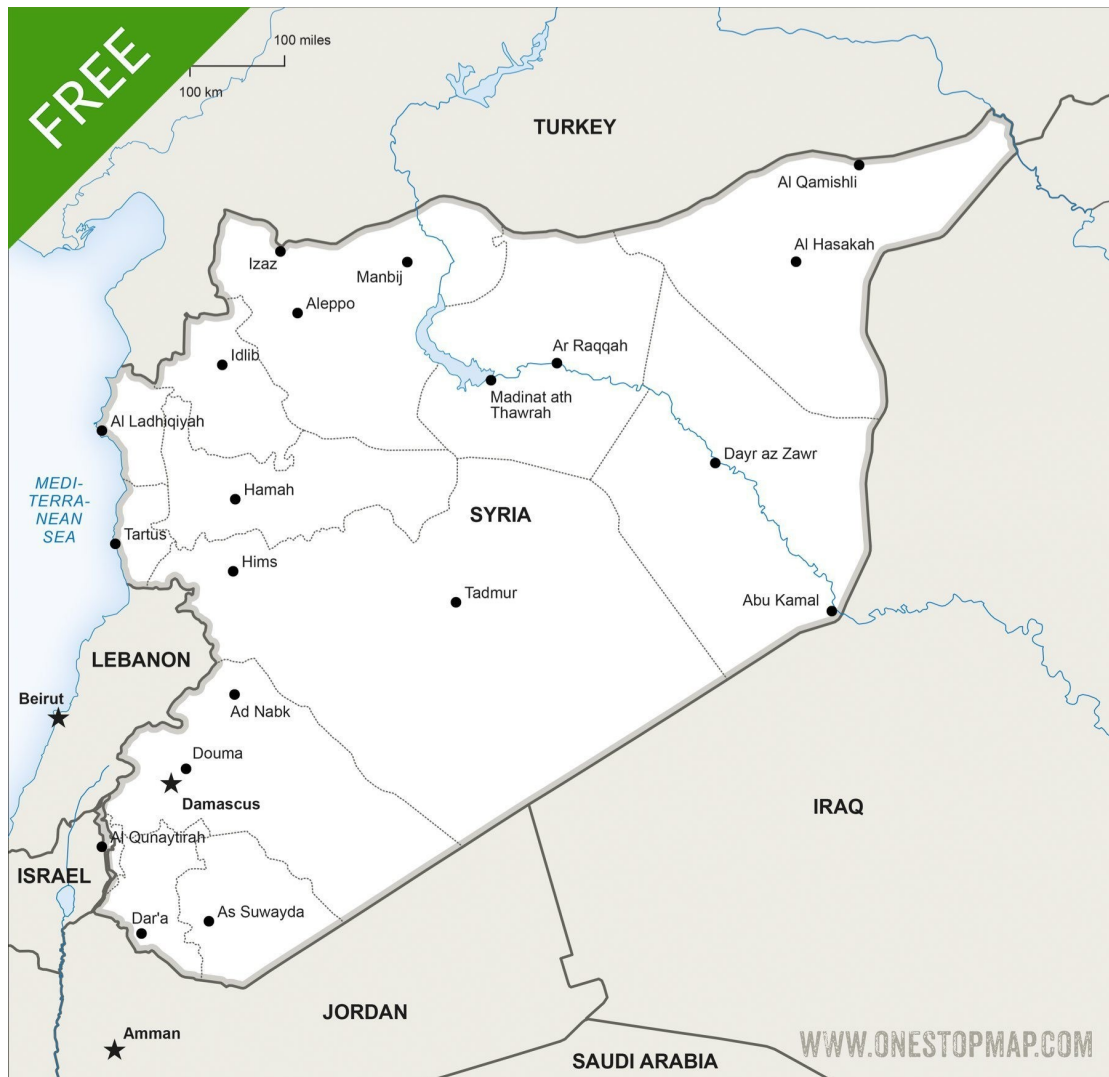 FREE
100 miles
100 km
TURKEY
Al Qamishli
Al Hasakah
Izaz
Manbij
Aleppo
Idlib
Ar Raqqah
Madinat ath
Thawrah
Al Ladhiqiyah
Dayr az Zawr
MEDI-
TERRA-
NEAN
SEA
Hamah
SYRIA
Tartus
Hims
Tadmur
Abu Kamal
LEBANON
Beirut
Ad Nabk
Douma
Damascus
IRAQ
Al Qunaytirah
ISRAEL
Dar'a
As Suwayda
JORDAN
Amman
WWW.ONESTOPMAP.COM
SAUDI ARABIA